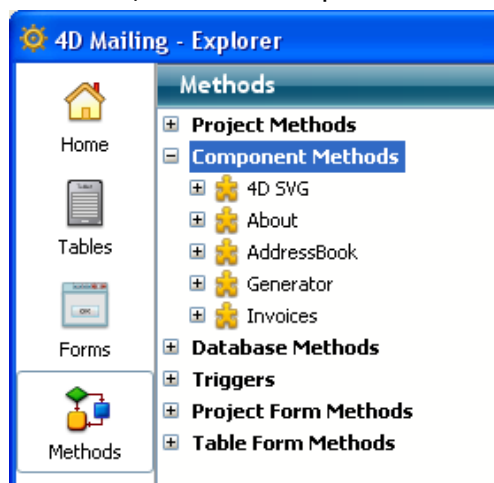 4D Mailing - Explorer
Methods
Home
Tables
Forms
Methods
Project Methods
Component Methods
4D SVG
About
AddressBook
Generator
Invoices
Database Methods
Triggers
Project Form Methods
Table Form Methods